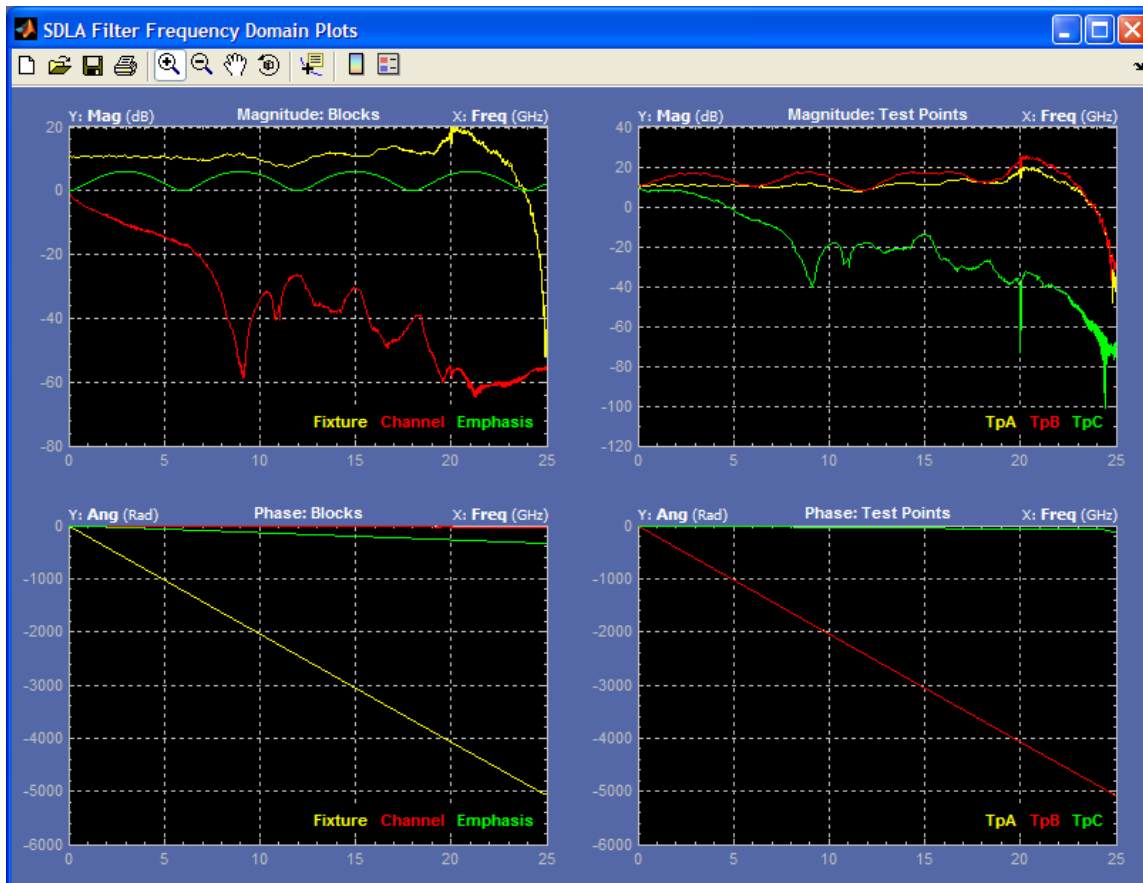 SDLA Filter Frequency Domain Plots
Y: Mag (dB) Magnitude: Blocks X: Freq (GHz)
20
0
-20
-40
-60
-80
Fixture Channel Emphasis
0 5 10 15 20 25
Y: Mag (dB) Magnitude: Test Points X: Freq (GHz)
40
20
0
-20
-40
-60
-80
-100
-120
TpA TpB TpC
0 5 10 15 20 25
Y: Ang (Rad) Phase: Blocks X: Freq (GHz)
0
-1000
-2000
-3000
-4000
-5000
-6000
Fixture Channel Emphasis
0 5 10 15 20 25
Y: Ang (Rad) Phase: Test Points X: Freq (GHz)
0
-1000
-2000
-3000
-4000
-5000
-6000
TpA TpB TpC
0 5 10 15 20 25